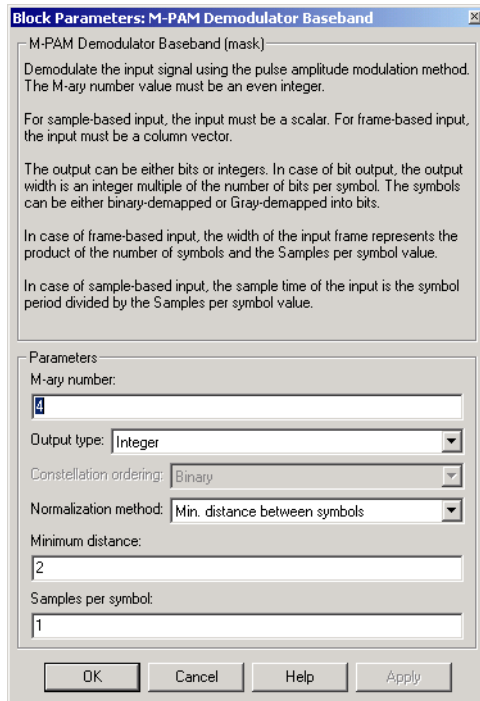 Block Parameters: M-PAM Demodulator Baseband
M-PAM Demodulator Baseband (mask)
Demodulate the input signal using the pulse amplitude modulation method.
The M-ary number value must be an even integer.
For sample-based input, the input must be a scalar. For frame-based input,
the input must be a column vector.
The output can be either bits or integers. In case of bit output, the output
width is an integer multiple of the number of bits per symbol. The symbols
can be either binary-demapped or Gray-demapped into bits.
In case of frame-based input, the width of the input frame represents the
product of the number of symbols and the Samples per symbol value.
In case of sample-based input, the sample time of the input is the symbol
period divided by the Samples per symbol value.
Parameters
M-ary number:
4
Output type: Integer
Constellation ordering: Binary
Normalization method: Min. distance between symbols
Minimum distance:
2
Samples per symbol:
1
OK Cancel Help Apply